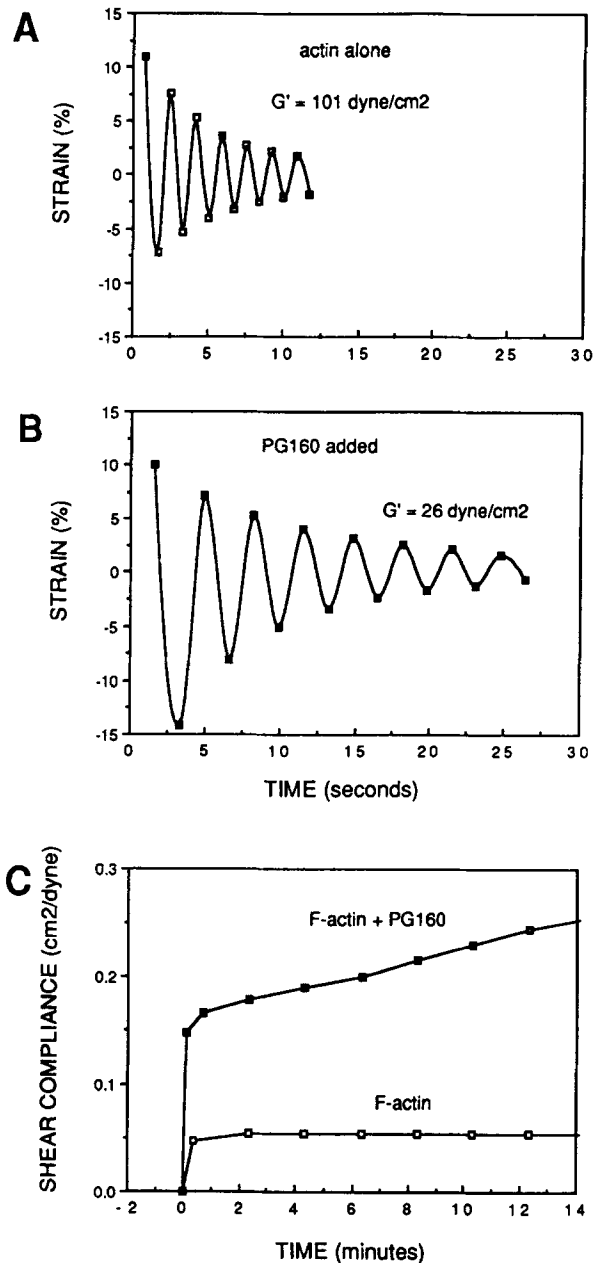 A
15
10
5
0
-5
-10
-15
STRAIN (%)
actin alone
G' = 101 dyne/cm2
0 5 10 15 20 25 30
B
15
10
5
0
-5
-10
-15
STRAIN (%)
PG160 added
G' = 26 dyne/cm2
0 5 10 15 20 25 30
TIME (seconds)
C
0.3
0.2
0.1
0.0
SHEAR COMPLIANCE (cm2/dyne)
F-actin + PG160
F-actin
-2 0 2 4 6 8 10 12 14
TIME (minutes)